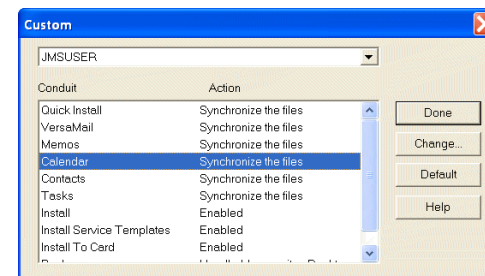 Custom
JMSUSER
Conduit Action
Quick Install Synchronize the files
VersaMail Synchronize the files
Memos Synchronize the files
Calendar Synchronize the files
Contacts Synchronize the files
Tasks Synchronize the files
Install Enabled
Install Service Templates Enabled
Install To Card Enabled
Done
Change...
Default
Help